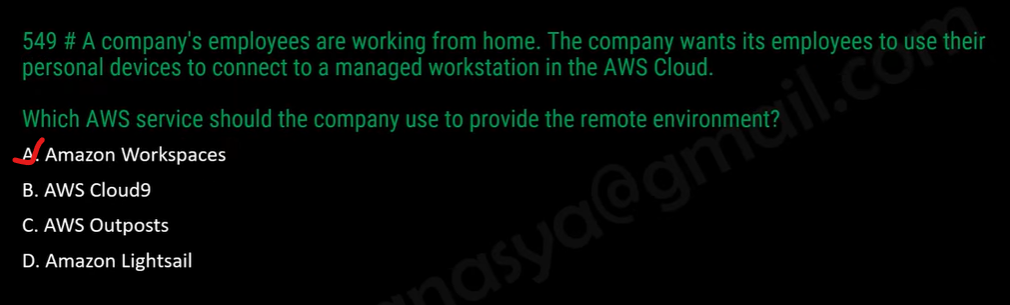 549 # A company's employees are working from home. The company wants its employees to use their
personal devices to connect to a managed workstation in the AWS Cloud.
Which AWS service should the company use to provide the remote environment?
A. Amazon Workspaces
B. AWS Cloud9
C. AWS Outposts
D. Amazon Lightsail